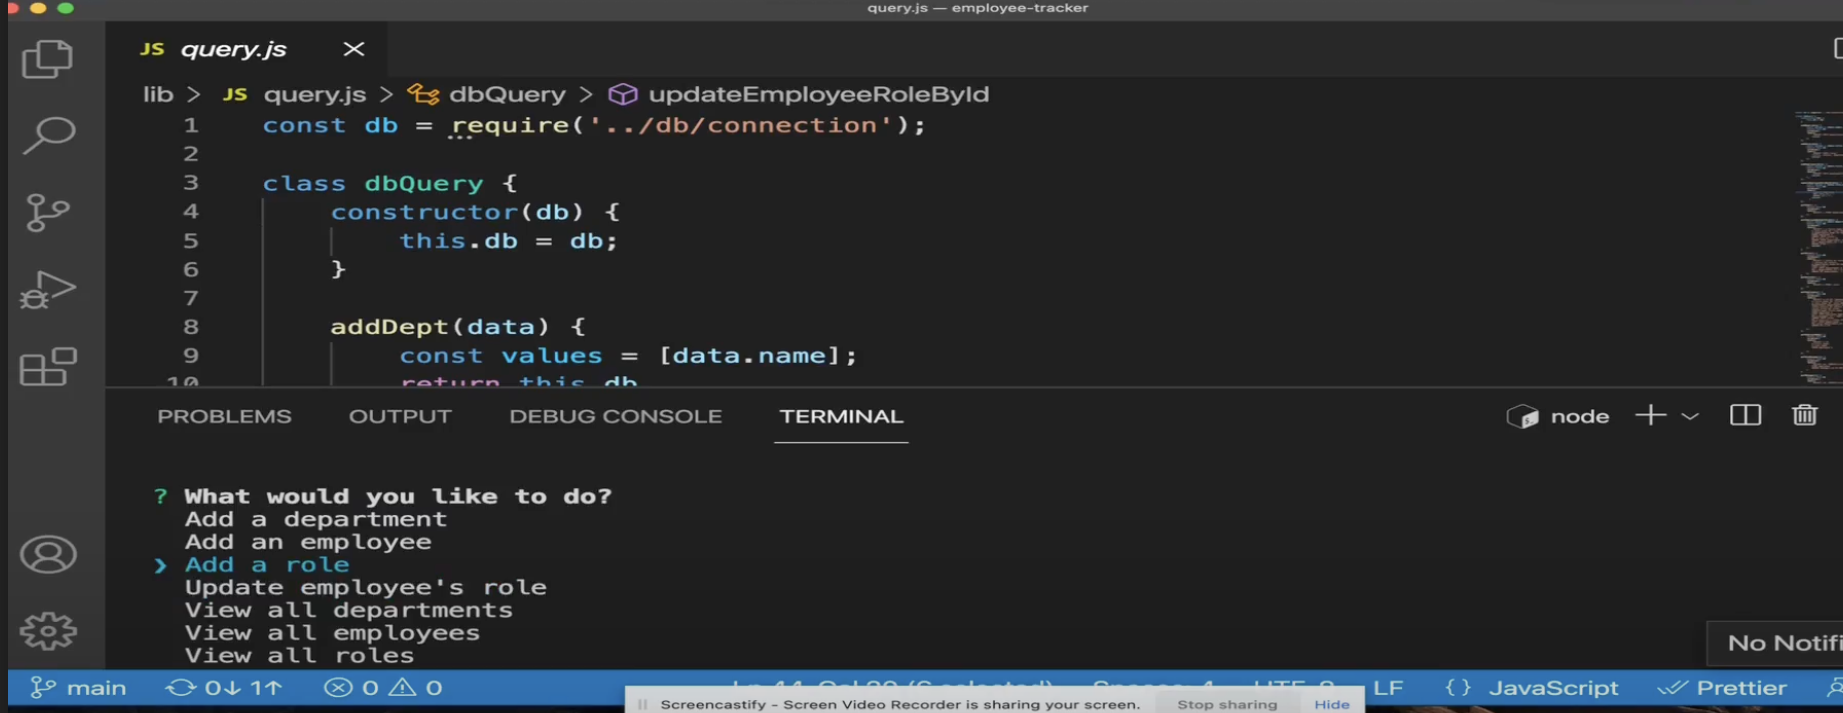 query.js — employee-tracker
JS query.js ×
lib > JS query.js > dbQuery > updateEmployeeRoleById
1 const db = require('../db/connection');
2
3 class dbQuery {
4 constructor(db) {
5 this.db = db;
6 }
7
8 addDept(data) {
9 const values = [data.name];
10 return this.db
PROBLEMS OUTPUT DEBUG CONSOLE TERMINAL node
? What would you like to do?
Add a department
Add an employee
❯ Add a role
Update employee's role
View all departments
View all employees
View all roles
No Notifi
main 0↓ 1↑ 0 0 LF {} JavaScript Prettier
Screencastify - Screen Video Recorder is sharing your screen. Stop sharing Hide